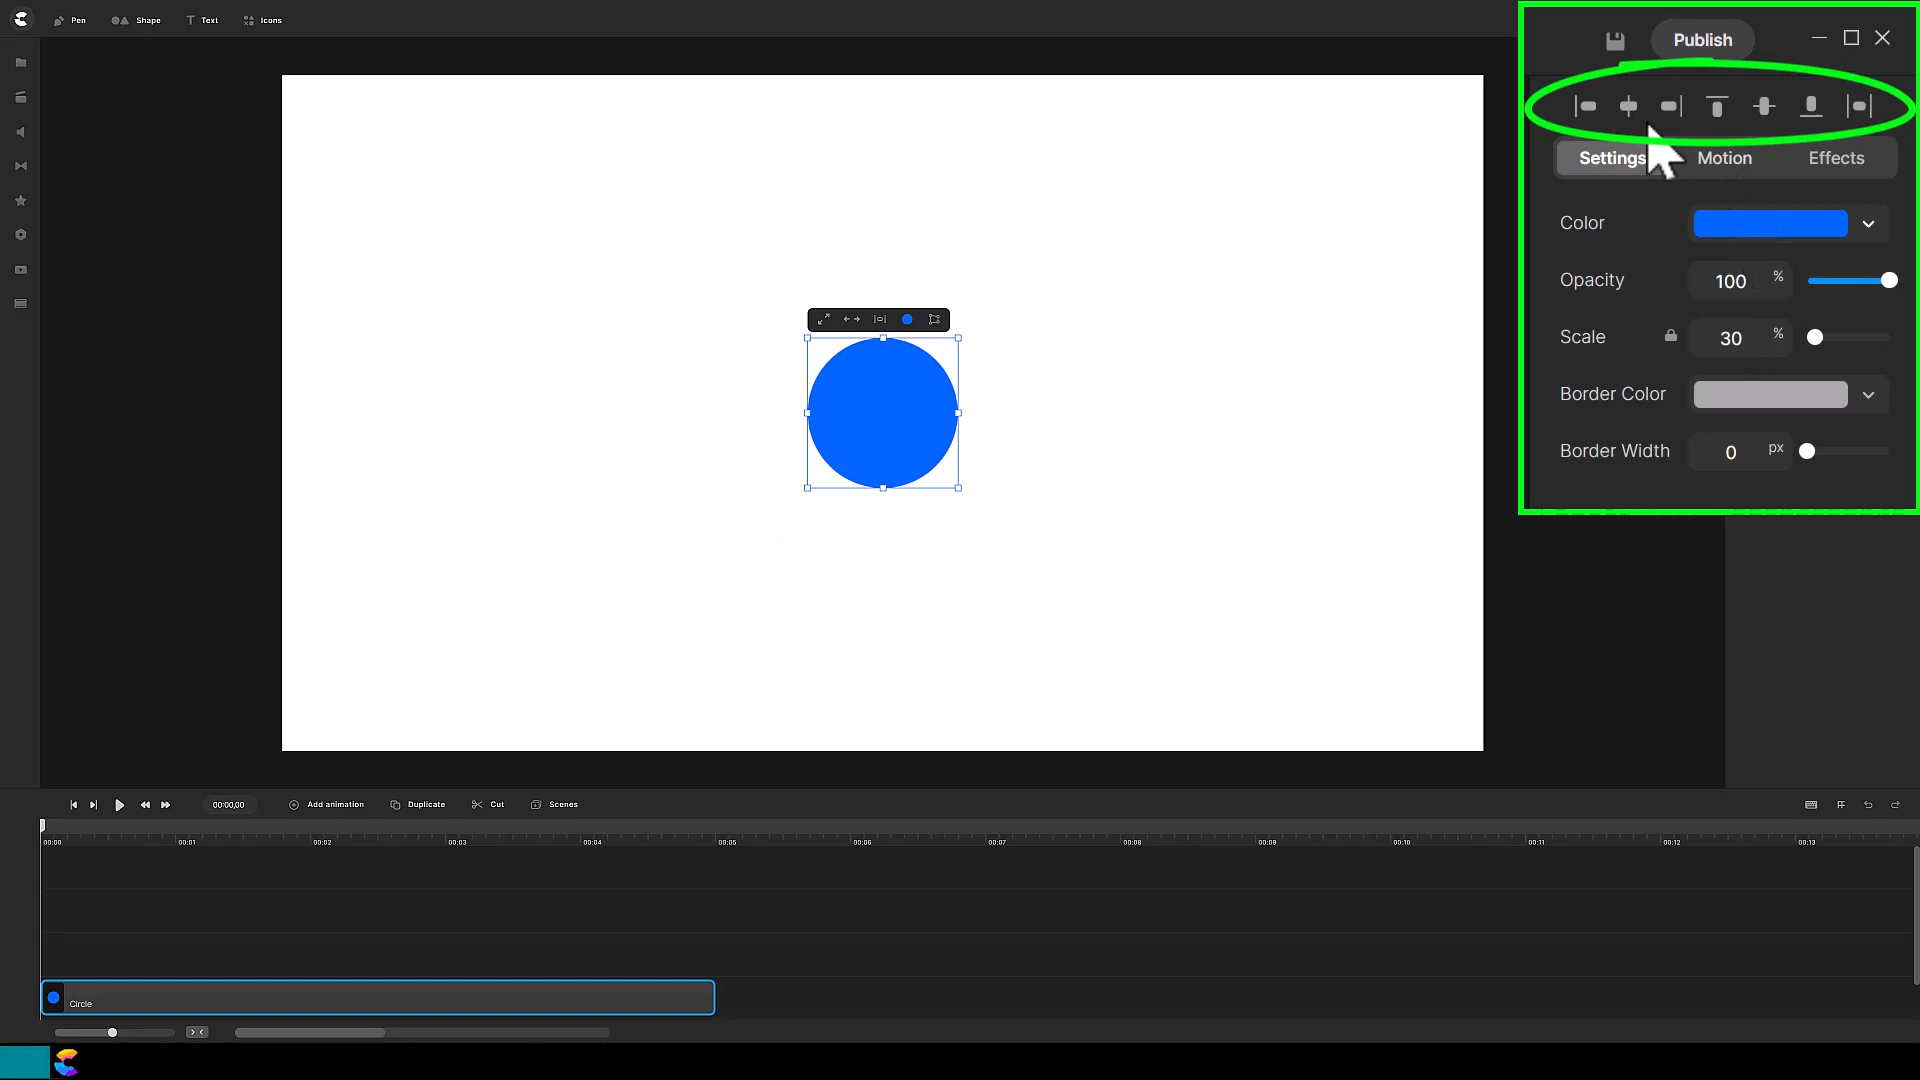 Pen
Shape
Text
Icons
Publish
Settings
Motion
Effects
Color
Opacity
100 %
Scale
30 %
Border Color
Border Width
0 px
00:00,00
Add animation
Duplicate
Cut
Scenes
00:00 00:01 00:02 00:03 00:04 00:05 00:06 00:07 00:08 00:09 00:10 00:11 00:12 00:13
Circle